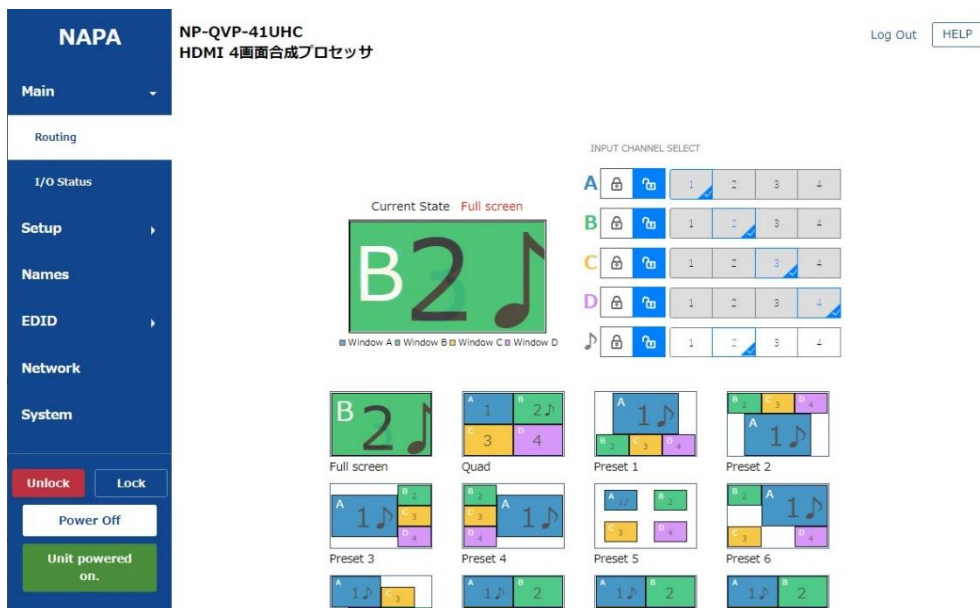 NAPA
NP-QVP-41UHC
HDMI 4画面合成プロセッサ
Log Out
HELP
Main
Routing
I/O Status
Setup
Names
EDID
Network
System
Unlock
Lock
Power Off
Unit powered
on.
INPUT CHANNEL SELECT
A 1 2 3 4
B 1 2 3 4
C 1 2 3 4
D 1 2 3 4
♪ 1 2 3 4
Current State Full screen
B 2 ♪
Window A Window B Window C Window D
B 2 ♪
Full screen
A 1 B 2 ♪
C 3 D 4
Quad
A 1 ♪
B 2 C 3 D 4
Preset 1
B 2 C 3 D 4
A 1 ♪
Preset 2
A 1 ♪ B 2
C 3
D 4
Preset 3
B 2 A 1 ♪
C 3
D 4
Preset 4
A 1 ♪ B 2
C 3 D 4
Preset 5
B 2 A 1 ♪
C 3 D 4
Preset 6
A 1 ♪ C 3
A 1 ♪ B 2
A 1 ♪ B 2
A 1 ♪ B 2